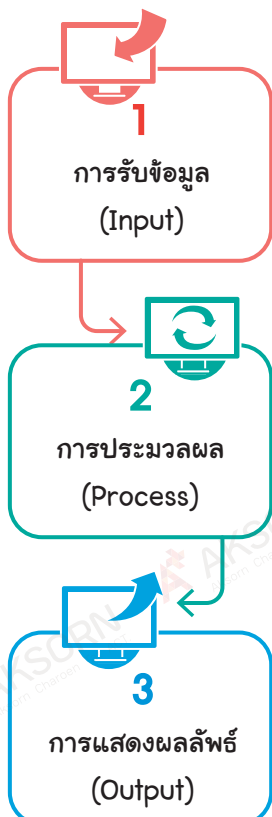 1
การรับข้อมูล
(Input)
2
การประมวลผล
(Process)
3
การแสดงผลลัพธ์
(Output)